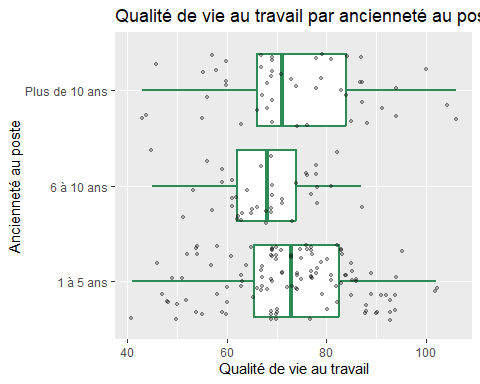 Qualité de vie au travail par ancienneté au pos
Plus de 10 ans
6 à 10 ans
1 à 5 ans
Ancienneté au poste
40 60 80 100
Qualité de vie au travail